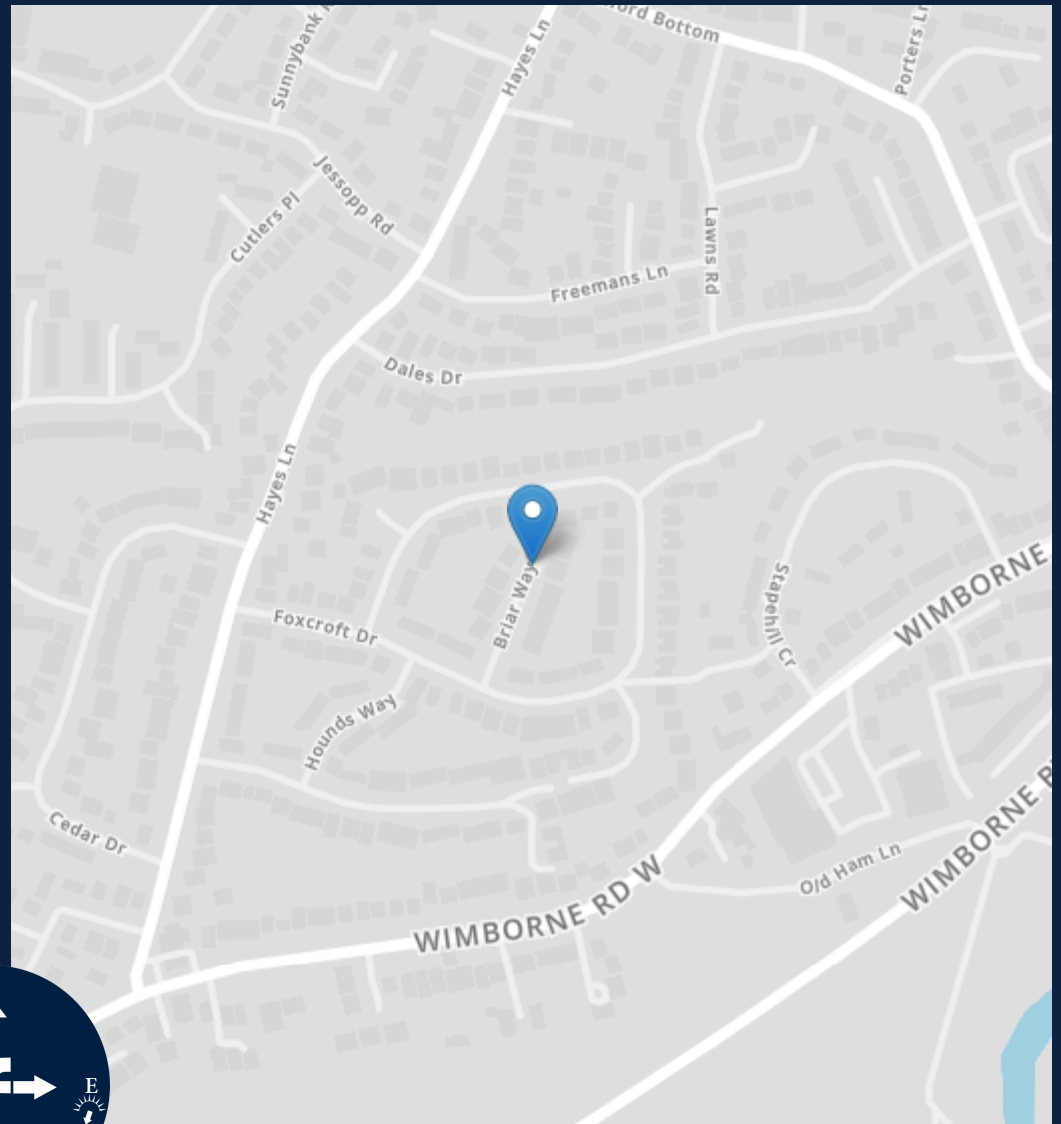 Sunnybank
Hayes Ln
ord Bottom
Porters Ln
Jessopp Rd
Cutlers Pl
Lawns Rd
Freemans Ln
Dales Dr
Hayes Ln
Briar Way
Stapehill Cr
WIMBORNE
Foxcroft Dr
Hounds Way
Cedar Dr
Old Ham Ln
WIMBORNE R
WIMBORNE RD W
E